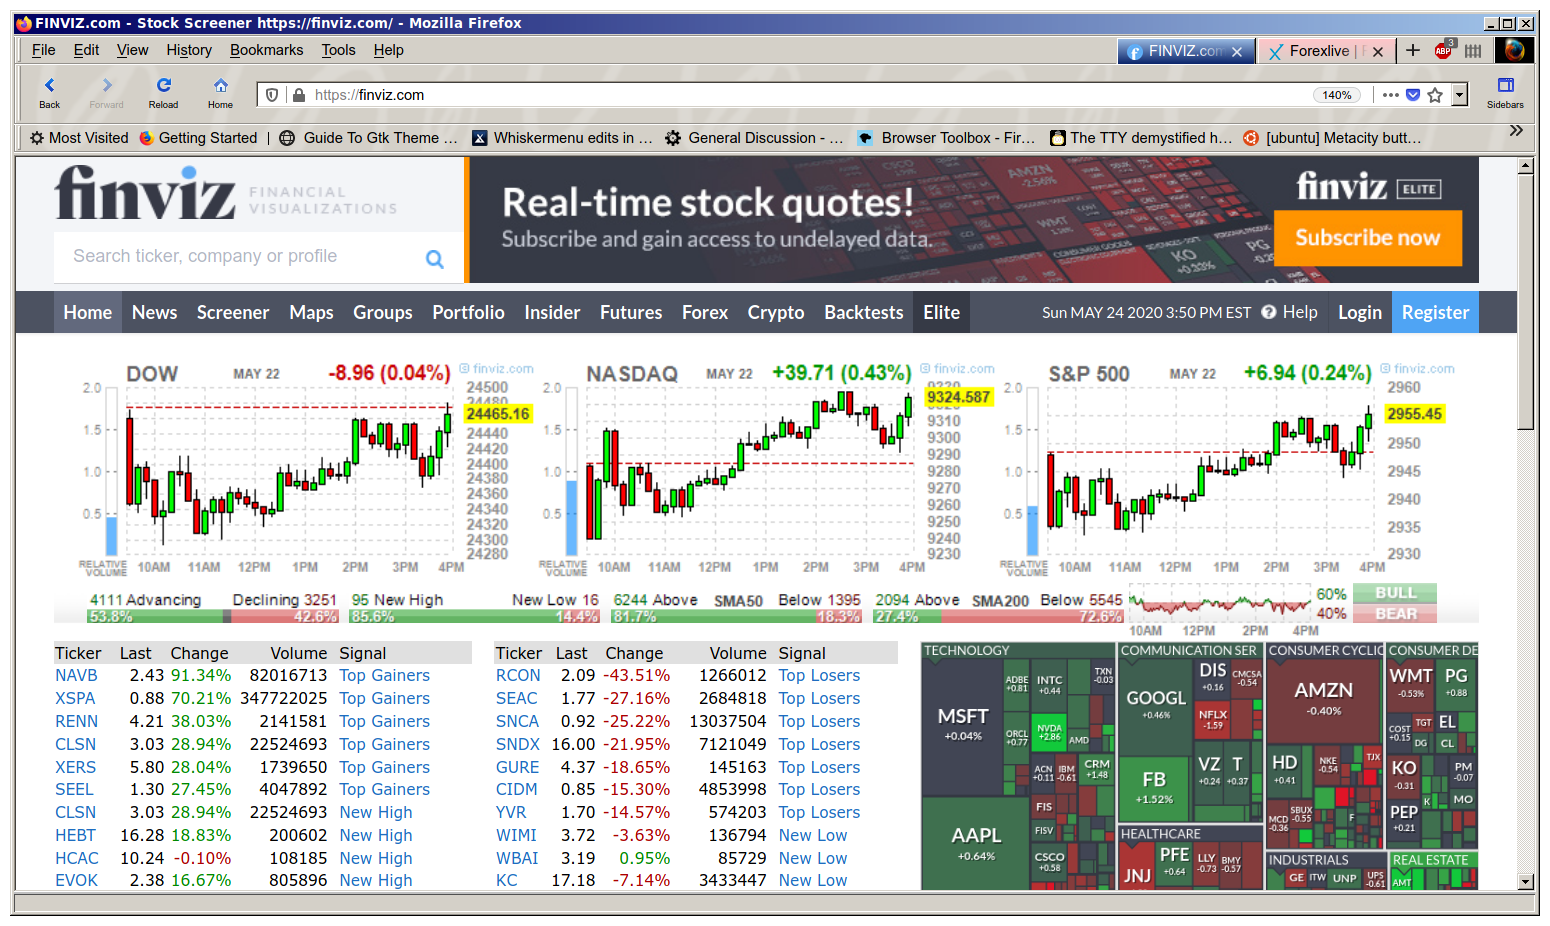 FINVIZ.com - Stock Screener https://finviz.com/ - Mozilla Firefox
File Edit View History Bookmarks Tools Help
FINVIZ.com
Forexlive |
ABP 3
Back Forward Reload Home
https://finviz.com
140%
Sidebars
Most Visited Getting Started | Guide To Gtk Theme … Whiskermenu edits in … General Discussion - … Browser Toolbox - Fir… The TTY demystified h… [ubuntu] Metacity butt…
finviz FINANCIAL VISUALIZATIONS
Search ticker, company or profile
Real-time stock quotes!
Subscribe and gain access to undelayed data.
AMZN
-2.56%
WMT
KO
+0.33%
PG
finviz ELITE
Subscribe now
Home News Screener Maps Groups Portfolio Insider Futures Forex Crypto Backtests Elite
Sun MAY 24 2020 3:50 PM EST Help Login Register
DOW MAY 22 -8.96 (0.04%) finviz.com
2.0 1.5 1.0 0.5
24500 24480 24465.16 24440 24420 24400 24380 24360 24340 24320 24300 24280
RELATIVE VOLUME 10AM 11AM 12PM 1PM 2PM 3PM 4PM
NASDAQ MAY 22 +39.71 (0.43%) finviz.com
2.0 1.5 1.0 0.5
9324.587 9310 9300 9290 9280 9270 9260 9250 9240 9230
RELATIVE VOLUME 10AM 11AM 12PM 1PM 2PM 3PM 4PM
S&P 500 MAY 22 +6.94 (0.24%) finviz.com
2.0 1.5 1.0 0.5
2960 2955.45 2950 2945 2940 2935 2930
RELATIVE VOLUME 10AM 11AM 12PM 1PM 2PM 3PM 4PM
4111 Advancing Declining 3251
53.8% 42.6%
95 New High New Low 16
85.6% 14.4%
6244 Above SMA50 Below 1395
81.7% 18.3%
2094 Above SMA200 Below 5545
27.4% 72.6%
60% BULL
40% BEAR
10AM 12PM 2PM 4PM
Ticker Last Change Volume Signal
NAVB 2.43 91.34% 82016713 Top Gainers
XSPA 0.88 70.21% 347722025 Top Gainers
RENN 4.21 38.03% 2141581 Top Gainers
CLSN 3.03 28.94% 22524693 Top Gainers
XERS 5.80 28.04% 1739650 Top Gainers
SEEL 1.30 27.45% 4047892 Top Gainers
CLSN 3.03 28.94% 22524693 New High
HEBT 16.28 18.83% 200602 New High
HCAC 10.24 -0.10% 108185 New High
EVOK 2.38 16.67% 805896 New High
Ticker Last Change Volume Signal
RCON 2.09 -43.51% 1266012 Top Losers
SEAC 1.77 -27.16% 2684818 Top Losers
SNCA 0.92 -25.22% 13037504 Top Losers
SNDX 16.00 -21.95% 7121049 Top Losers
GURE 4.37 -18.65% 145163 Top Losers
CIDM 0.85 -15.30% 4853998 Top Losers
YVR 1.70 -14.57% 574203 Top Losers
WIMI 3.72 -3.63% 136794 New Low
WBAI 3.19 0.95% 85729 New Low
KC 17.18 -7.14% 3433447 New Low
TECHNOLOGY
MSFT
+0.04%
AAPL
+0.64%
ADBE
+0.81
INTC
+0.44
TXN
-0.03
ORCL
+0.77
NVDA
+2.86
AMD
ACN
+0.11
IBM
-0.61
CRM
+1.48
FIS
FISV
CSCO
+0.58
COMMUNICATION SER
GOOGL
+0.46%
FB
+1.52%
DIS
+0.16
CMCSA
-0.54
NFLX
-1.59
VZ
+0.24
T
+0.37
HEALTHCARE
JNJ
PFE
+0.64
LLY
-0.73
BMY
-0.57
CONSUMER CYCLIC
AMZN
-0.40%
HD
+0.41
NKE
-0.54
TJX
SBUX
-0.55
MCD
-0.36
F
INDUSTRIALS
GE
ITW
UNP
UPS
-0.61
CONSUMER DE
WMT
-0.53%
PG
+0.88
COST
+0.15
TGT
EL
DG
CL
KO
-0.31
PM
-0.07
K
MO
PEP
+0.21
REAL ESTATE
AMT